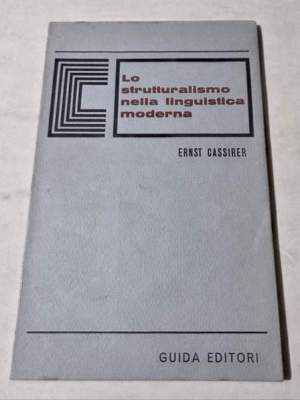 Lo
strutturalismo
nella linguistica
moderna
ERNST CASSIRER
GUIDA EDITORI